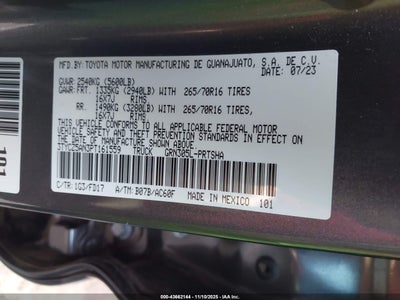 MFD.BY: TOYOTA MOTOR MANUFACTURING DE GUANAJUATO, S.A. DE C.V.
DATE: 07/23
GVWR: 2540KG (5600LB)
GAWR: FRT. 1335KG (2940LB) WITH 265/70R16 TIRES
16X7J RIMS
RR. 1490KG (3280LB) WITH 265/70R16 TIRES
16X7J RIMS
THIS VEHICLE CONFORMS TO ALL APPLICABLE FEDERAL MOTOR
VEHICLE SAFETY AND THEFT PREVENTION STANDARDS IN EFFECT ON
THE DATE OF MANUFACTURE SHOWN ABOVE.
TRUCK GRN305L-PRTSHA
C/TR: 1G3/FD17 A/TM: B07B/AC60F MADE IN MEXICO 101
101
000-43662144 - 11/10/2025 - IAAI.COM